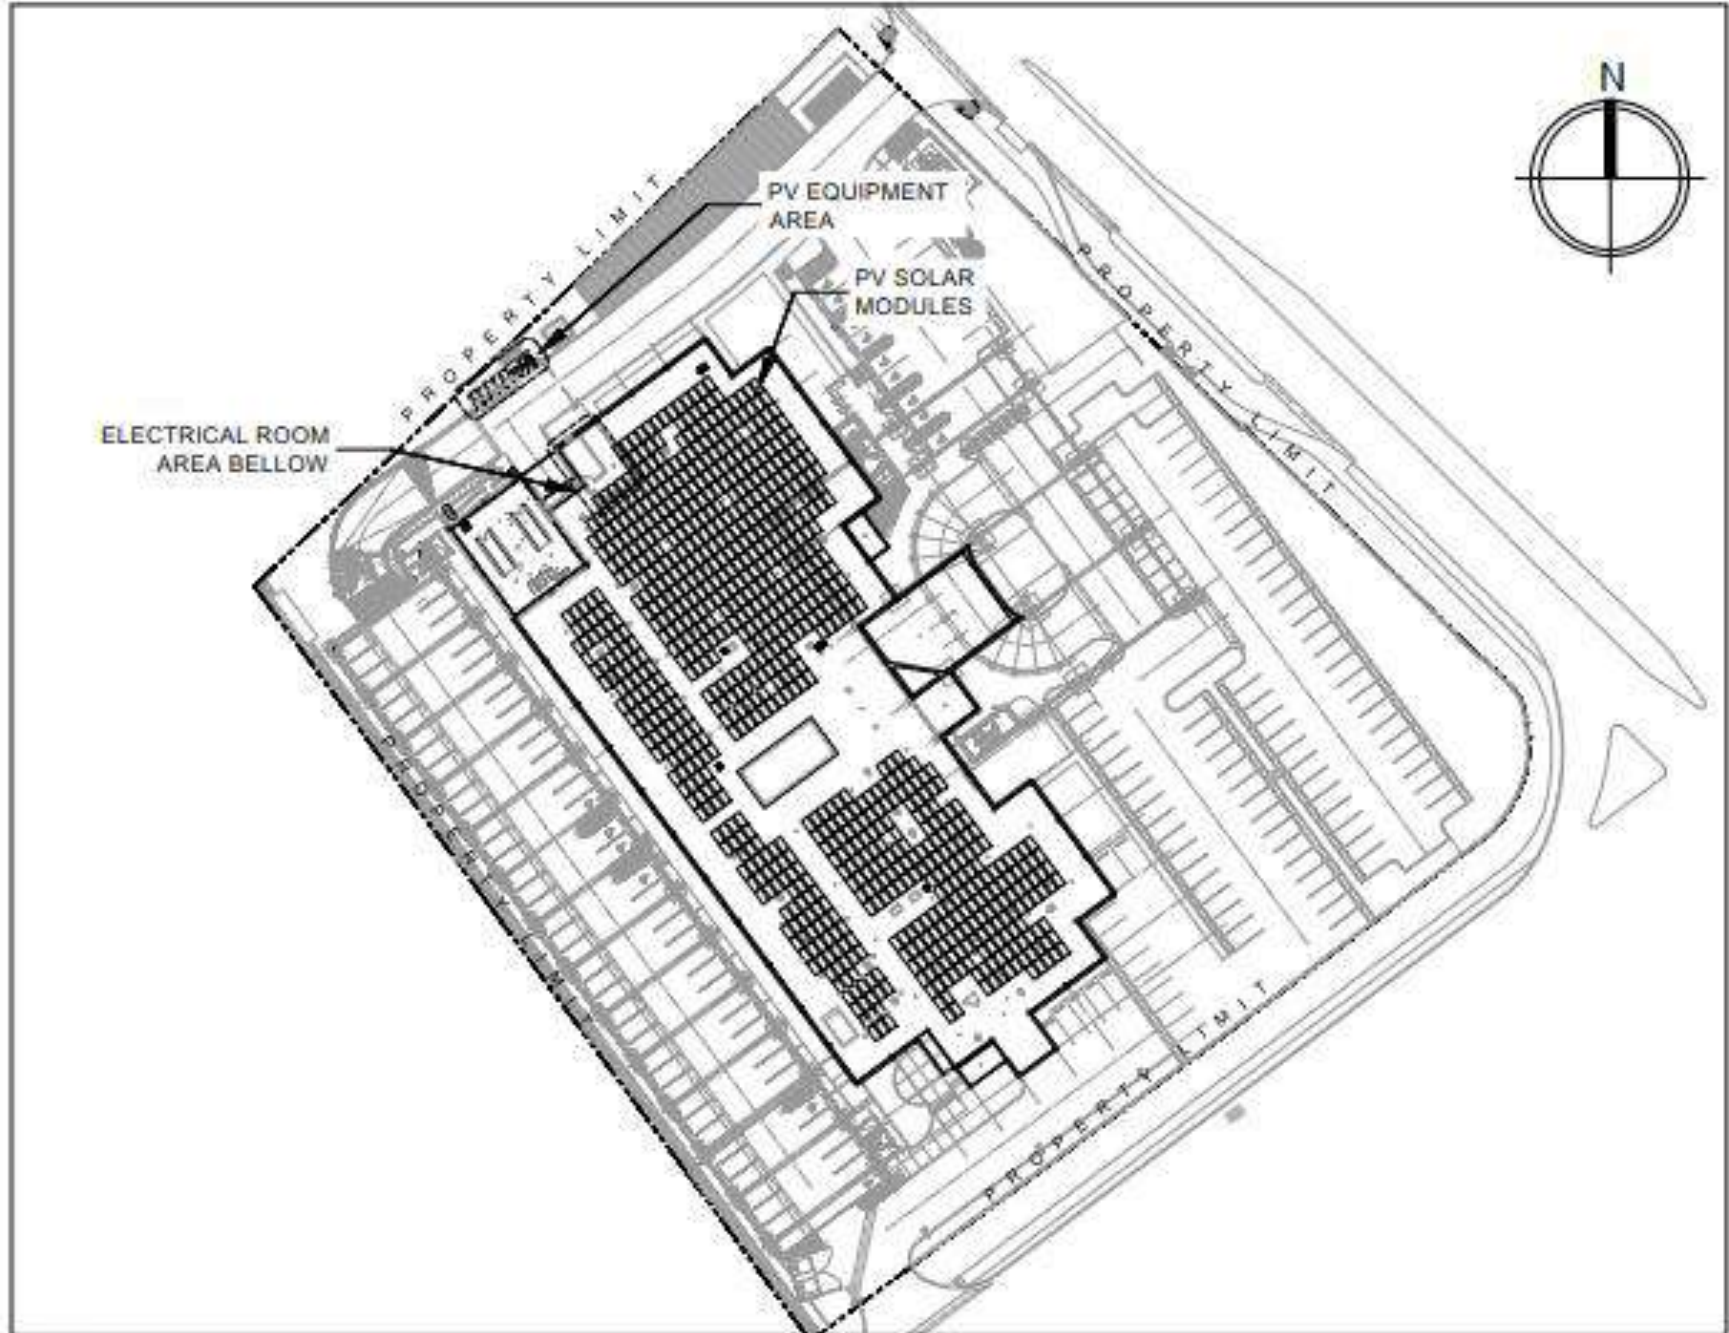 N
PV EQUIPMENT
AREA
PROPERTY LIMIT
PV SOLAR
MODULES
PROPERTY LIMIT
ELECTRICAL ROOM
AREA BELLOW
PROPERTY LIMIT
PROPERTY LIMIT